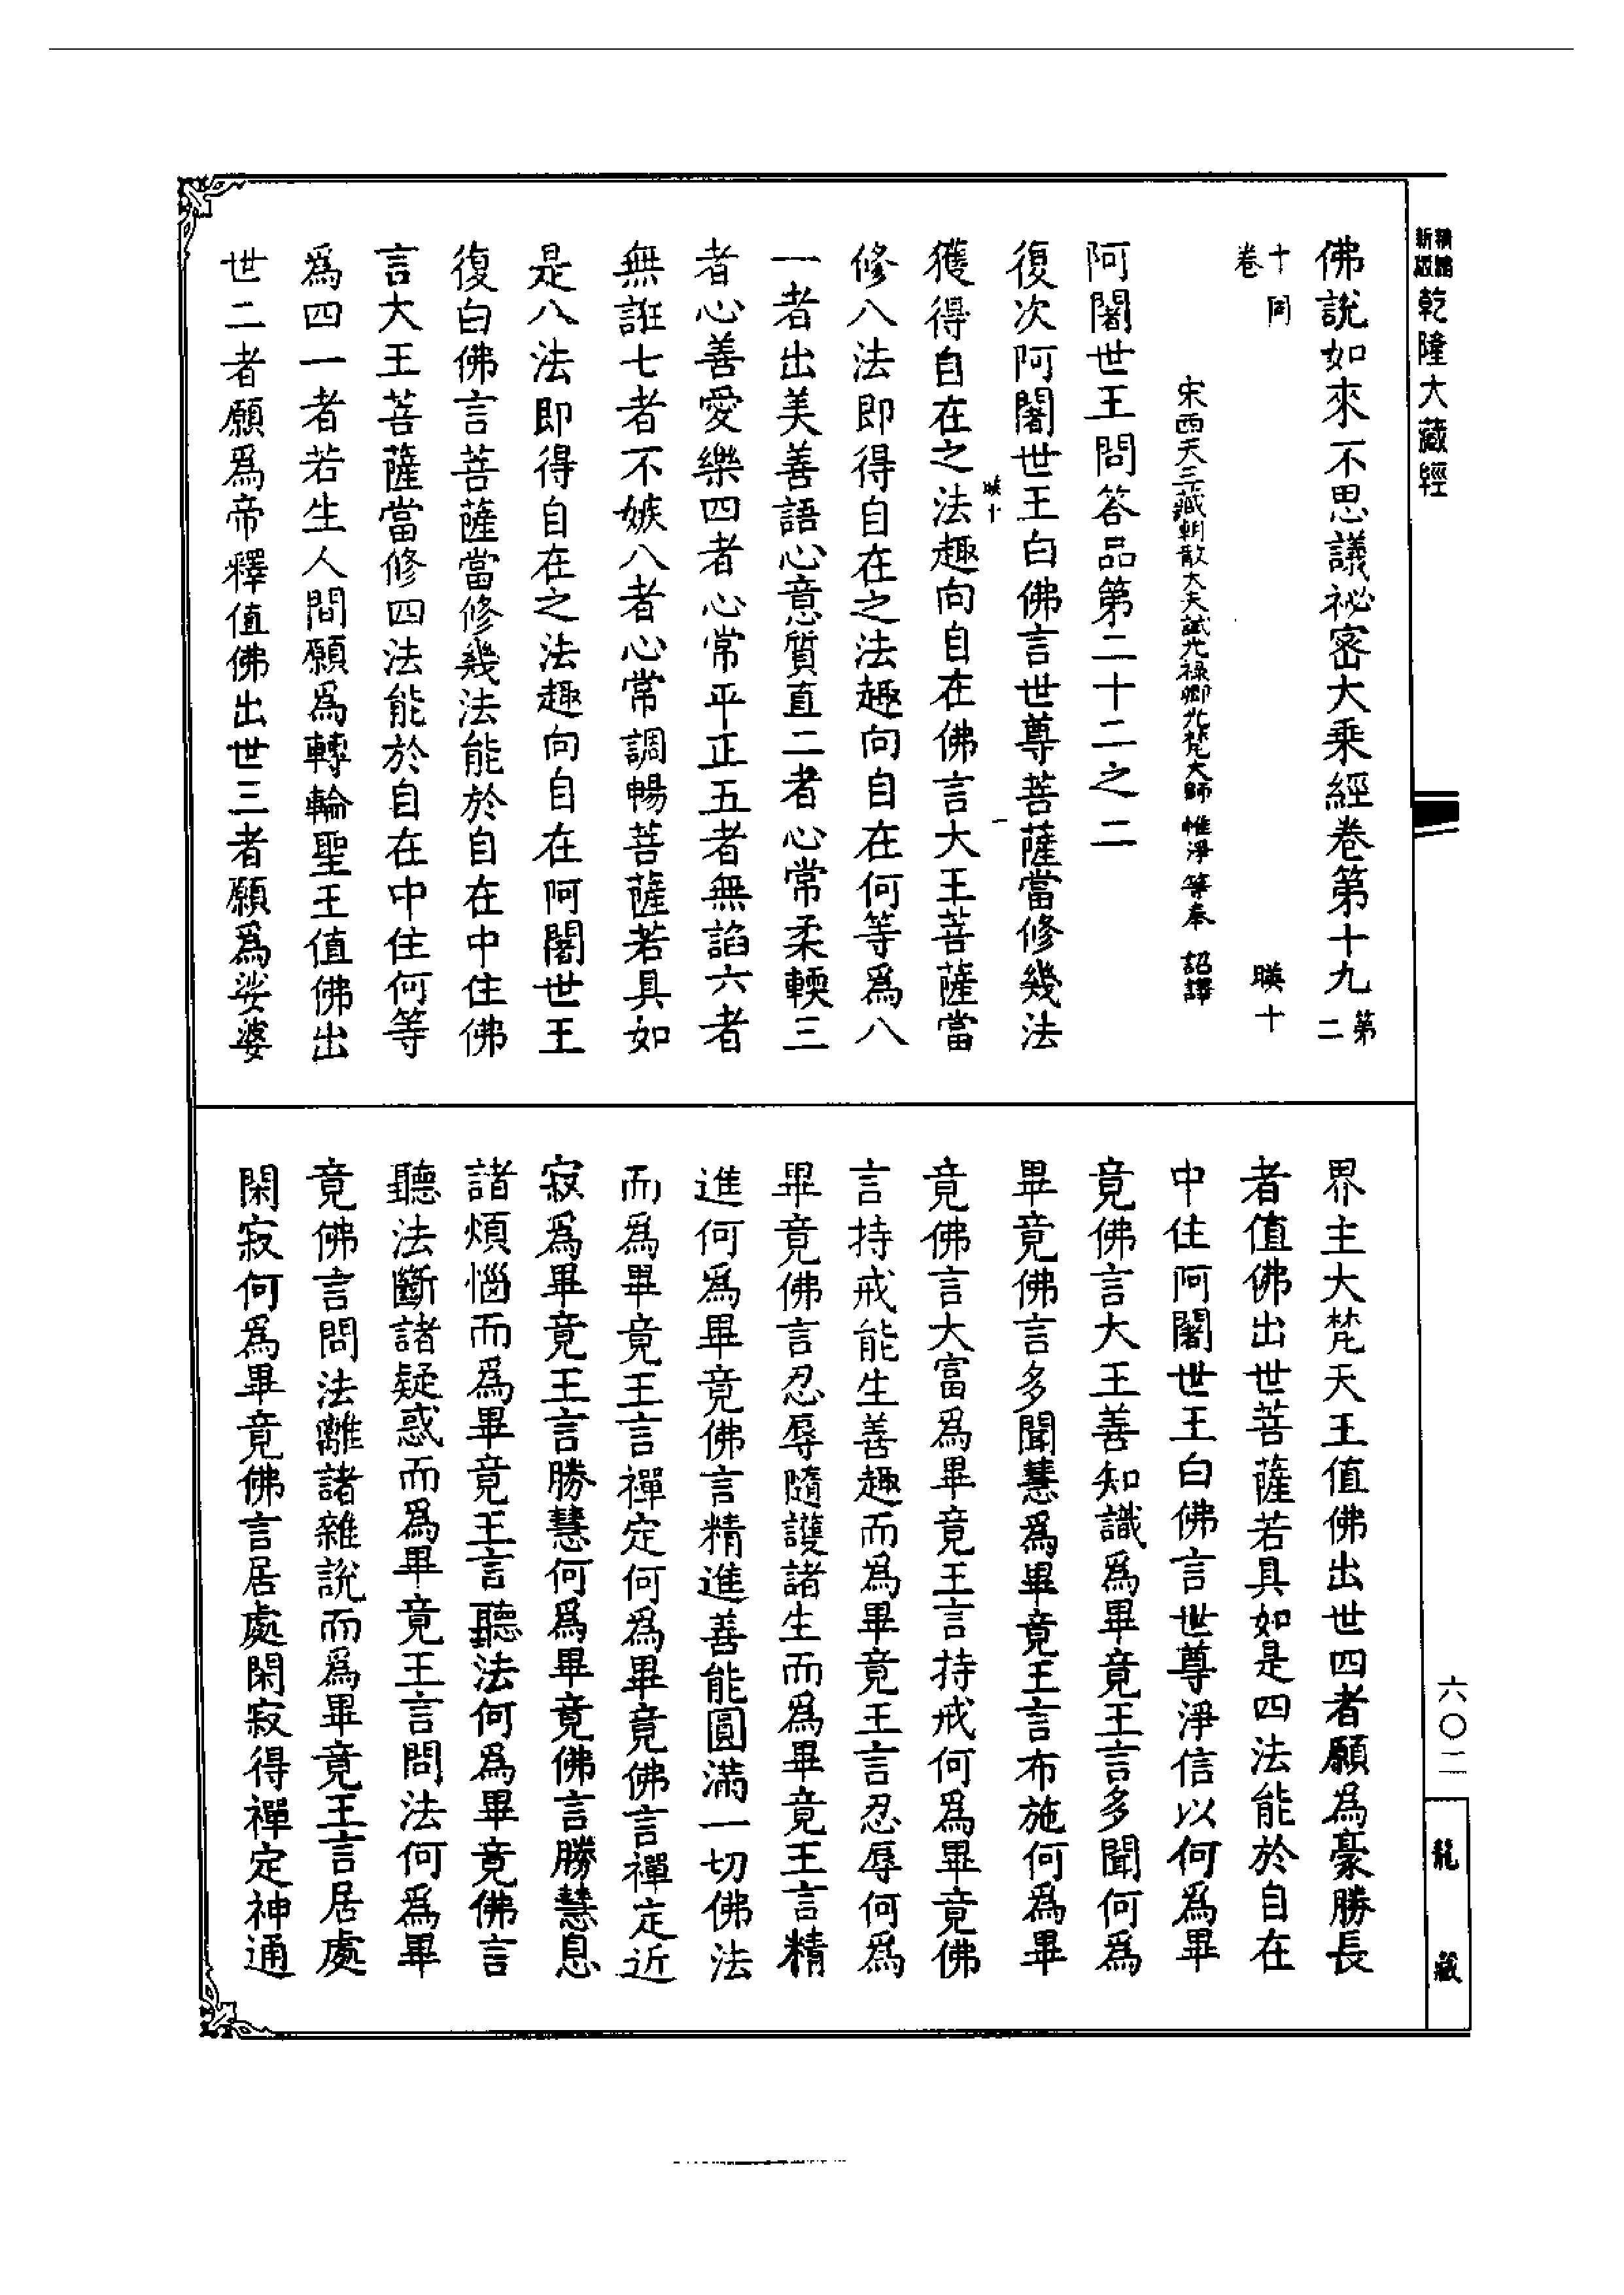 新版精縮乾隆大藏經
佛說如來不思議祕密大乘經卷第十九第二
十同卷
暎十
宋西天三藏朝散大夫試光祿卿光梵大師惟淨等奉詔譯
阿闍世王問答品第二十二之二
復次阿闍世王白佛言世尊菩薩當修幾法
暎十 一
獲得自在之法趣向自在佛言大王菩薩當
修八法即得自在之法趣向自在何等爲八
一者出美善語心意質直二者心常柔輭三
者心善愛樂四者心常平正五者無諂六者
無誑七者不嫉八者心常調暢菩薩若具如
是八法即得自在之法趣向自在阿闍世王
復白佛言菩薩當修幾法能於自在中住佛
言大王菩薩當修四法能於自在中住何等
爲四一者若生人間願爲轉輪聖王值佛出
世二者願爲帝釋值佛出世三者願爲娑婆
界主大梵天王值佛出世四者願爲豪勝長
者值佛出世菩薩若具如是四法能於自在
中住阿闍世王白佛言世尊淨信以何爲畢
竟佛言大王善知識爲畢竟王言多聞何爲
畢竟佛言多聞慧爲畢竟王言布施何爲畢
竟佛言大富爲畢竟王言持戒何爲畢竟佛
言持戒能生善趣而爲畢竟王言忍辱何爲
畢竟佛言忍辱隨護諸生而爲畢竟王言精
進何爲畢竟佛言精進善能圓滿一切佛法
而爲畢竟王言禪定何爲畢竟佛言禪定近
寂爲畢竟王言勝慧何爲畢竟佛言勝慧息
諸煩惱而爲畢竟王言聽法何爲畢竟佛言
聽法斷諸疑惑而爲畢竟王言問法何爲畢
竟佛言問法離諸雜說而爲畢竟王言居處
閑寂何爲畢竟佛言居處閑寂得禪定神通
六〇二
龍藏